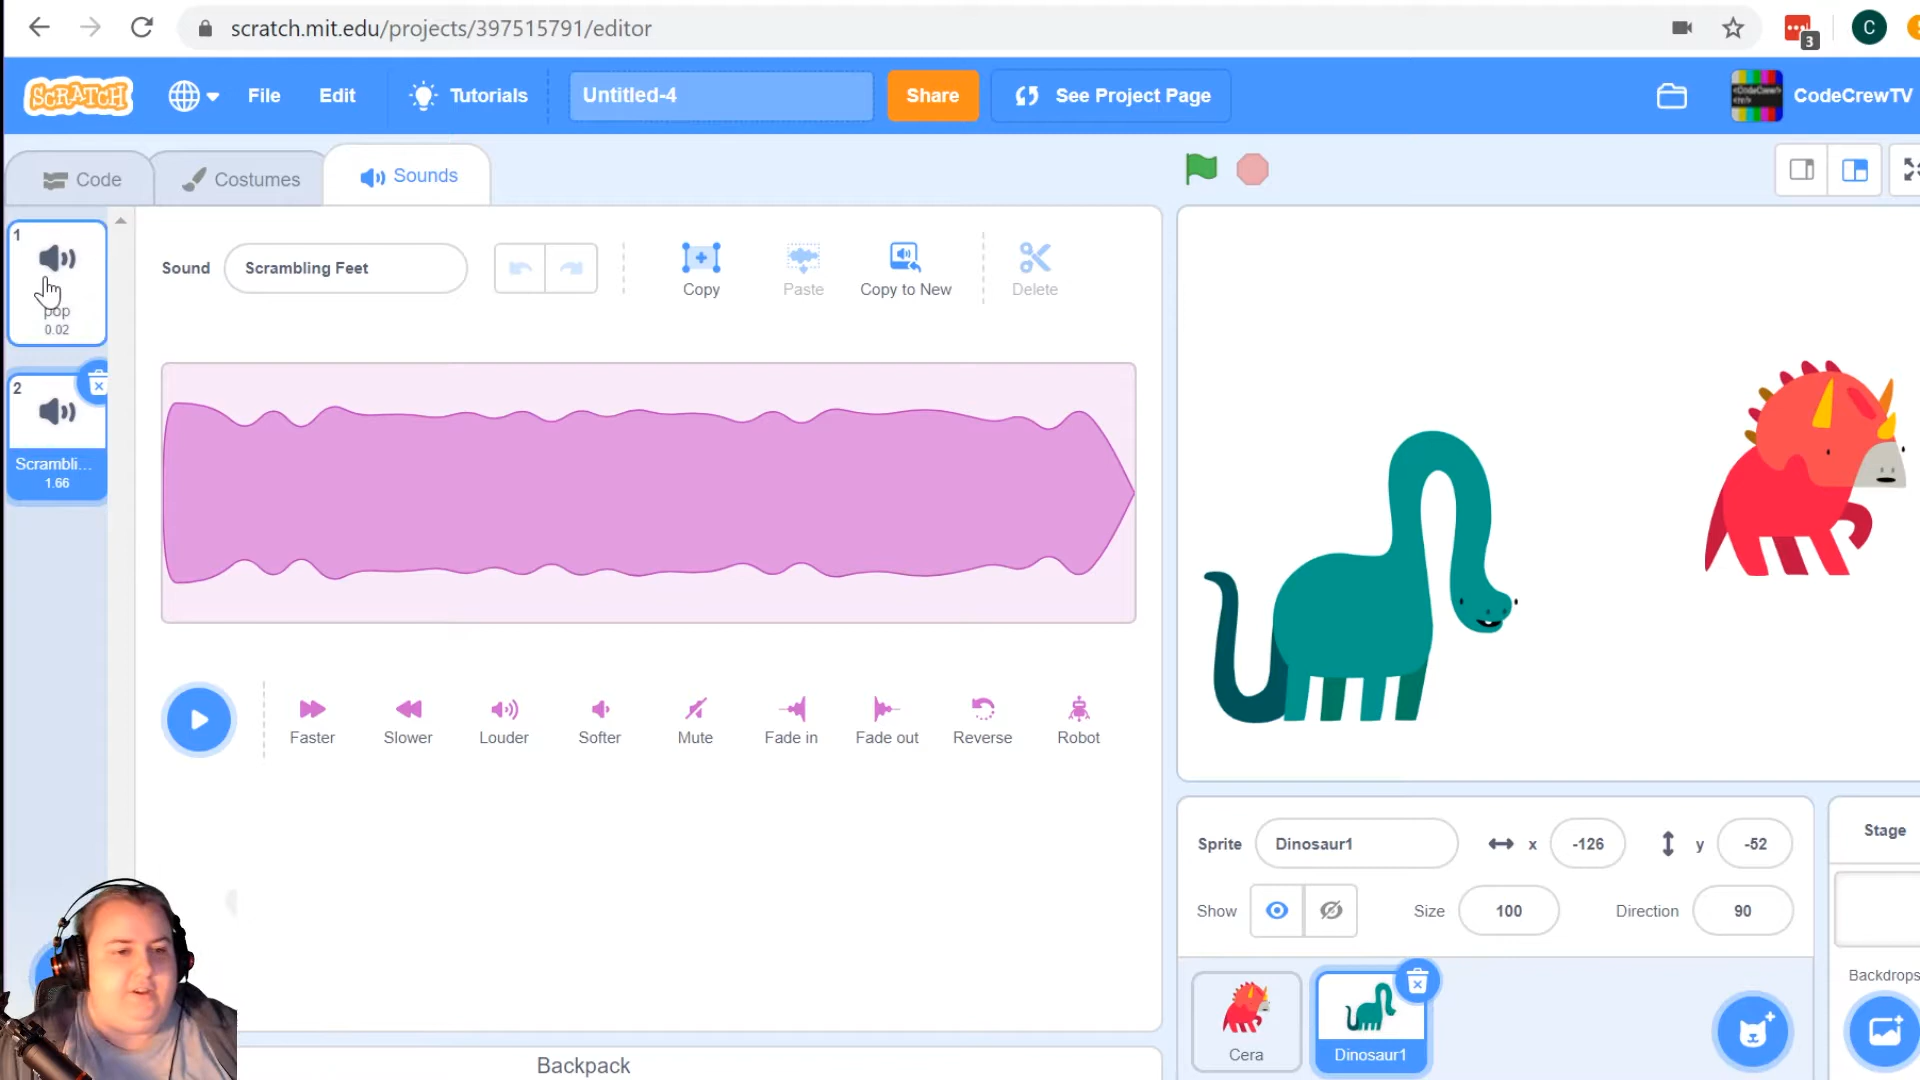 scratch.mit.edu/projects/397515791/editor
3
C
SCRATCH
File
Edit
Tutorials
Untitled-4
Share
See Project Page
CodeCrewTV
Code
Costumes
Sounds
1
pop
0.02
2
Scrambli...
1.66
Sound
Scrambling Feet
Copy
Paste
Copy to New
Delete
Faster
Slower
Louder
Softer
Mute
Fade in
Fade out
Reverse
Robot
Sprite
Dinosaur1
x
-126
y
-52
Show
Size
100
Direction
90
Stage
Backdrops
Cera
Dinosaur1
Backpack